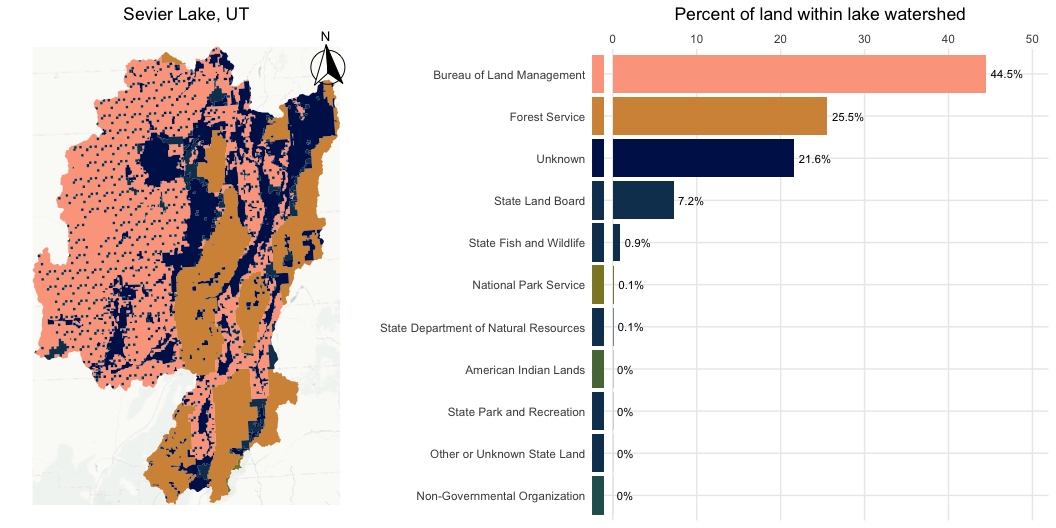 Sevier Lake, UT
N
Percent of land within lake watershed
0 10 20 30 40 50
Bureau of Land Management 44.5%
Forest Service 25.5%
Unknown 21.6%
State Land Board 7.2%
State Fish and Wildlife 0.9%
National Park Service 0.1%
State Department of Natural Resources 0.1%
American Indian Lands 0%
State Park and Recreation 0%
Other or Unknown State Land 0%
Non-Governmental Organization 0%